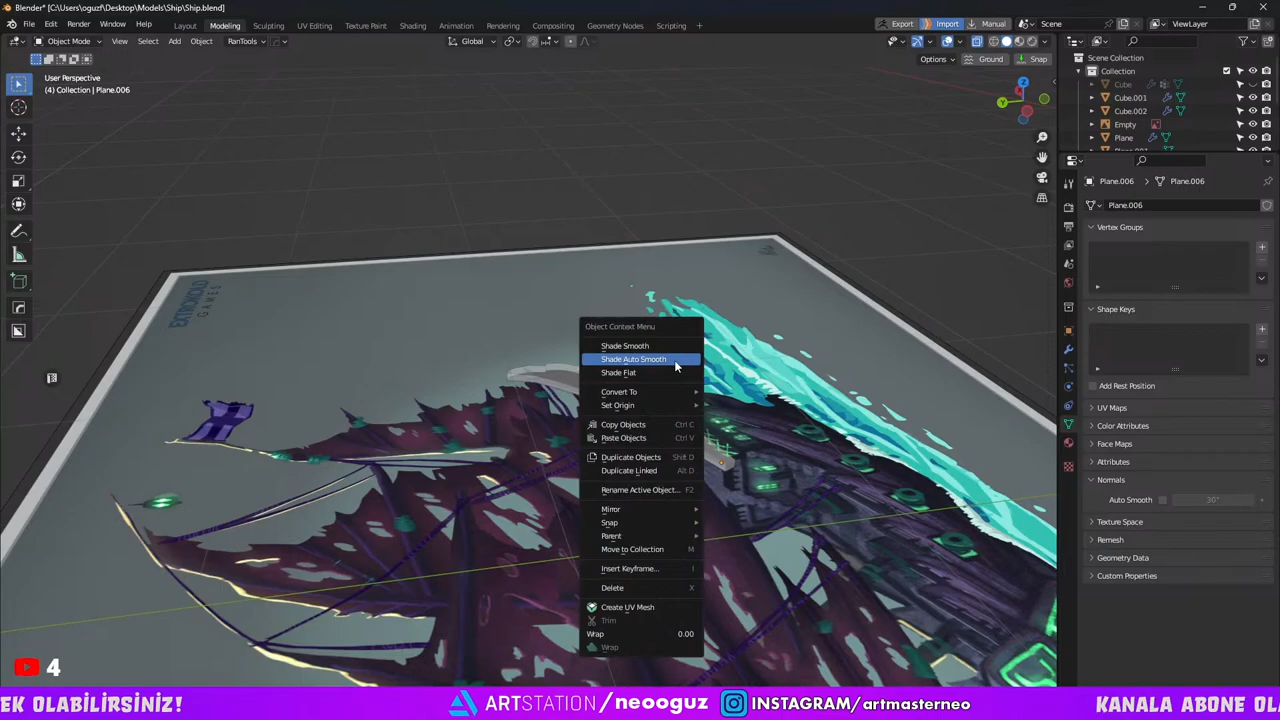 Blender* [C:\Users\oguzf\Desktop\Models\Ship\Ship.blend]
File Edit Render Window Help Layout Modeling Sculpting UV Editing Texture Paint Shading Animation Rendering Compositing Geometry Nodes Scripting + Export Import Manual Scene ViewLayer
Object Mode View Select Add Object RanTools Global
Options Ground Snap
User Perspective
(4) Collection | Plane.006
Scene Collection
Collection
Cube
Cube.001
Cube.002
Empty
Plane
Z
Y
X
Plane.006 Plane.006
Plane.006
Vertex Groups
Shape Keys
Add Rest Position
UV Maps
Color Attributes
Face Maps
Attributes
Normals
Auto Smooth 30°
Texture Space
Remesh
Geometry Data
Custom Properties
EXTRONOLD
GAMES
Object Context Menu
Shade Smooth
Shade Auto Smooth
Shade Flat
Convert To
Set Origin
Copy Objects Ctrl C
Paste Objects Ctrl V
Duplicate Objects Shift D
Duplicate Linked Alt D
Rename Active Object... F2
Mirror
Snap
Parent
Move to Collection M
Insert Keyframe... I
Delete X
Create UV Mesh
Trim
Wrap 0.00
Wrap
4
EK OLABİLİRSİNİZ! ARTSTATION/neooguz INSTAGRAM/artmasterneo KANALA ABONE OL